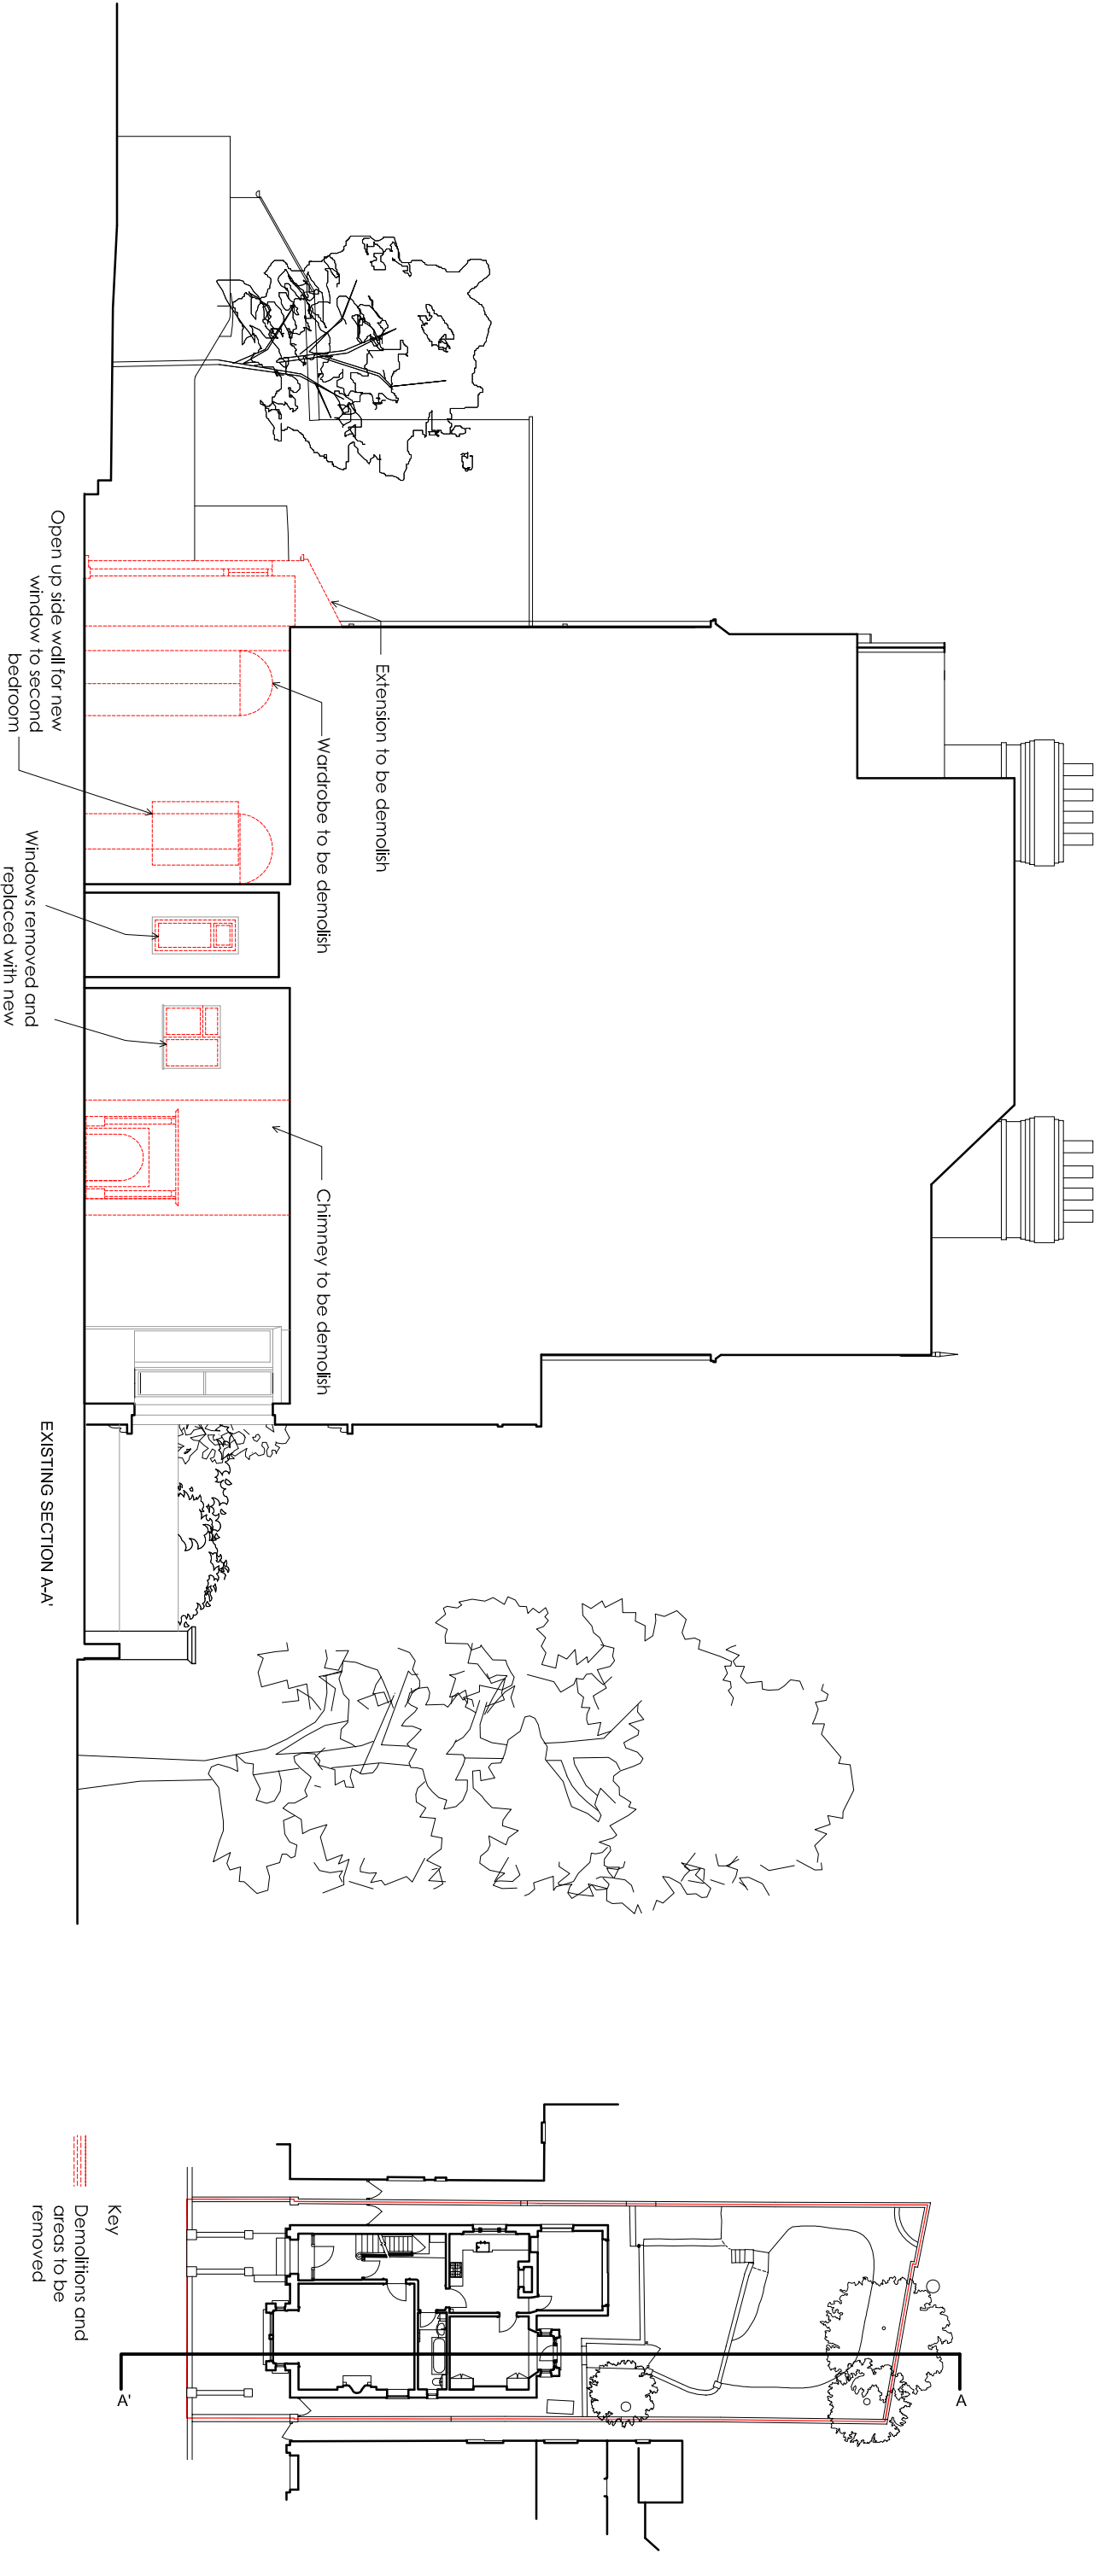 Extension to be demolish
Wardrobe to be demolish
Chimney to be demolish
Open up side wall for new
window to second
bedroom
Windows removed and
replaced with new
EXISTING SECTION A-A'
A'
A
Key
Demolitions and
areas to be
removed